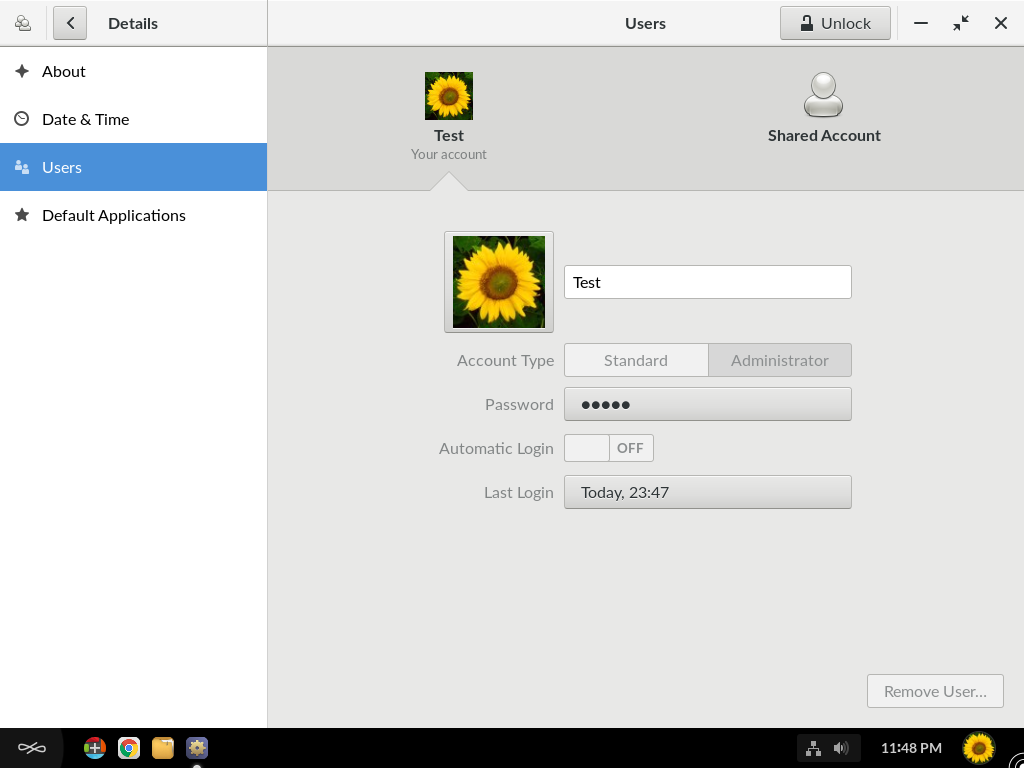 Details
Users
Unlock
About
Date & Time
Users
Default Applications
Test
Your account
Shared Account
Test
Account Type
Standard
Administrator
Password
●●●●●
Automatic Login
OFF
Last Login
Today, 23:47
Remove User...
11:48 PM